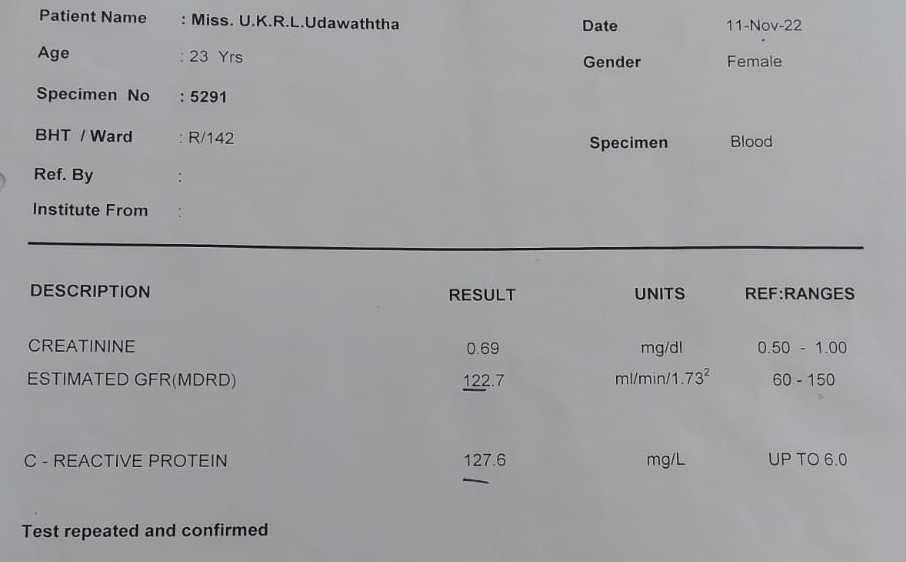 Patient Name : Miss. U.K.R.L.Udawaththa Date 11-Nov-22
Age : 23 Yrs Gender Female
Specimen No : 5291
BHT / Ward : R/142 Specimen Blood
Ref. By :
Institute From :
DESCRIPTION RESULT UNITS REF:RANGES
CREATININE 0.69 mg/dl 0.50 - 1.00
ESTIMATED GFR(MDRD) 122.7 ml/min/1.73² 60 - 150
C - REACTIVE PROTEIN 127.6 mg/L UP TO 6.0
Test repeated and confirmed